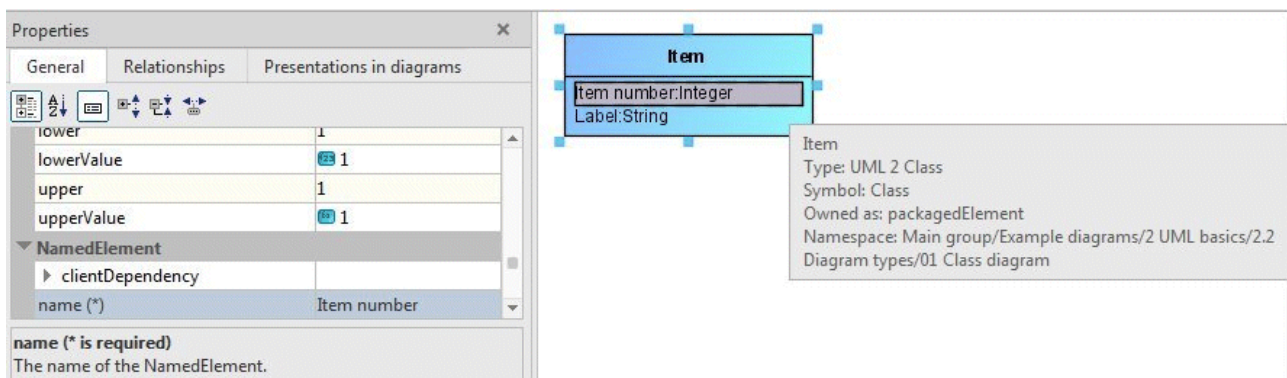 Properties
General Relationships Presentations in diagrams
lower 1
lowerValue 1
upper 1
upperValue 1
NamedElement
clientDependency
name (*) Item number
name (* is required)
The name of the NamedElement.
Item
Item number:Integer
Label:String
Item
Type: UML 2 Class
Symbol: Class
Owned as: packagedElement
Namespace: Main group/Example diagrams/2 UML basics/2.2
Diagram types/01 Class diagram